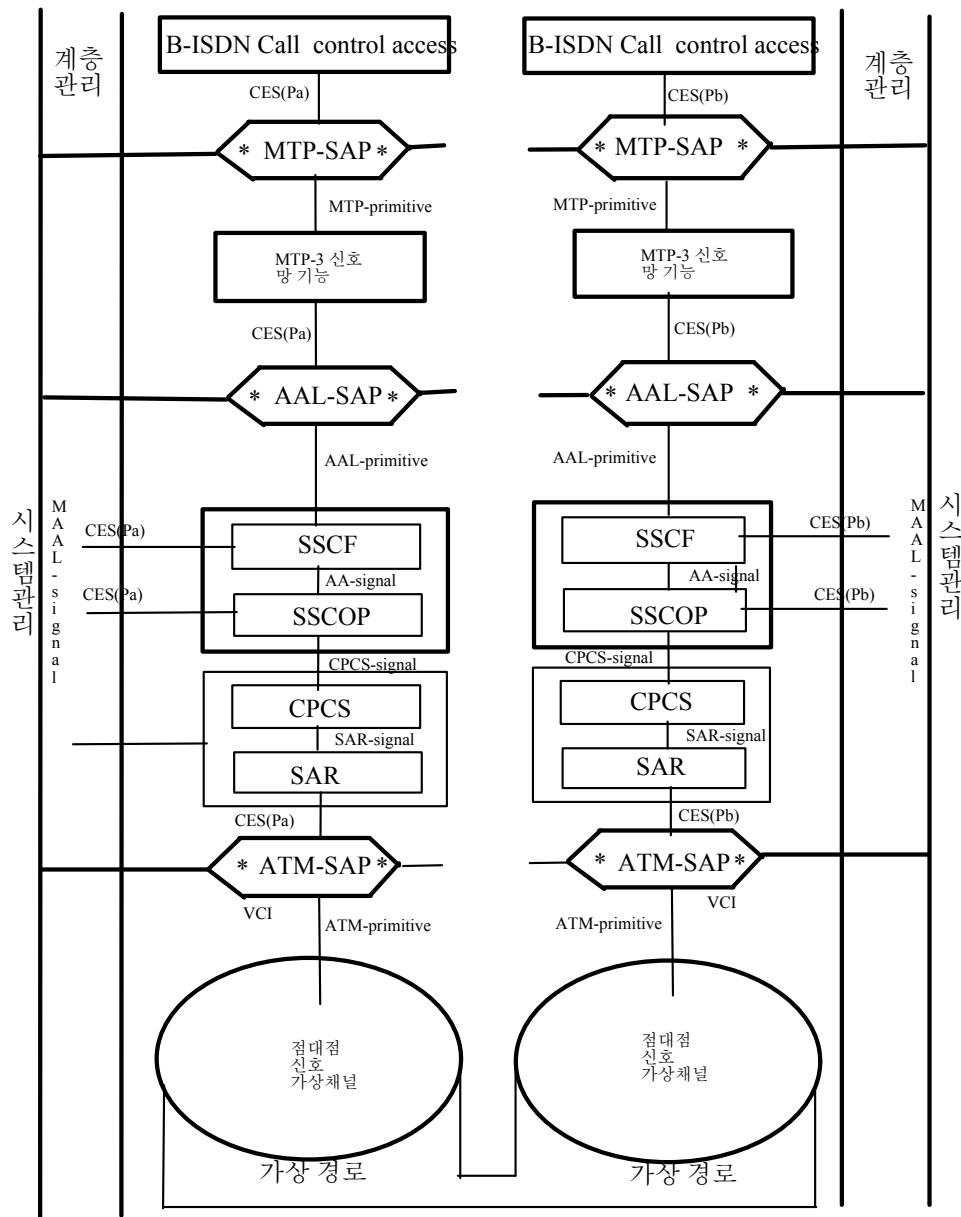 B-ISDN Call control access
B-ISDN Call control access
계층
관리
계층
관리
CES(Pa)
CES(Pb)
* MTP-SAP *
* MTP-SAP *
MTP-primitive
MTP-primitive
MTP-3 신호
망 기능
MTP-3 신호
망 기능
CES(Pa)
CES(Pb)
* AAL-SAP *
* AAL-SAP *
AAL-primitive
AAL-primitive
시스템관리
MAAL-signal
CES(Pa)
SSCF
SSCF
CES(Pb)
MAAL-signal
시스템관리
AA-signal
AA-signal
CES(Pa)
SSCOP
SSCOP
CES(Pb)
CPCS-signal
CPCS-signal
CPCS
CPCS
SAR-signal
SAR-signal
SAR
SAR
CES(Pa)
CES(Pb)
* ATM-SAP *
* ATM-SAP *
VCI
VCI
ATM-primitive
ATM-primitive
점대점
신호
가상채널
점대점
신호
가상채널
가상 경로
가상 경로